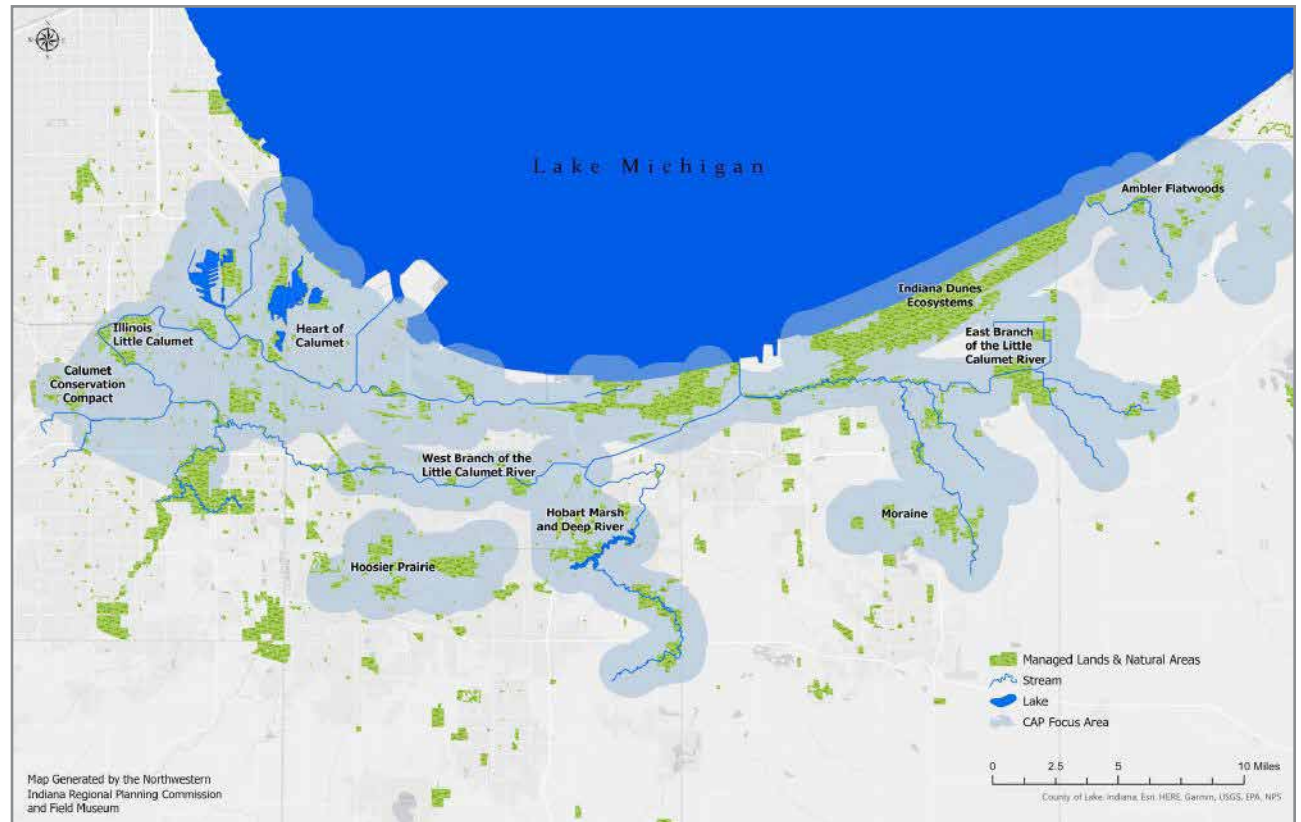 Lake Michigan
Ambler Flatwoods
Indiana Dunes
Ecosystems
Illinois
Little Calumet
Heart of
Calumet
East Branch
of the Little
Calumet River
Calumet
Conservation
Compact
West Branch of the
Little Calumet River
Hobart Marsh
and Deep River
Moraine
Hoosier Prairie
Managed Lands & Natural Areas
Stream
Lake
CAP Focus Area
0 2.5 5 10 Miles
Map Generated by the Northwestern
Indiana Regional Planning Commission
and Field Museum
County of Lake, Indiana, Esri, HERE, Garmin, USGS, EPA, NPS